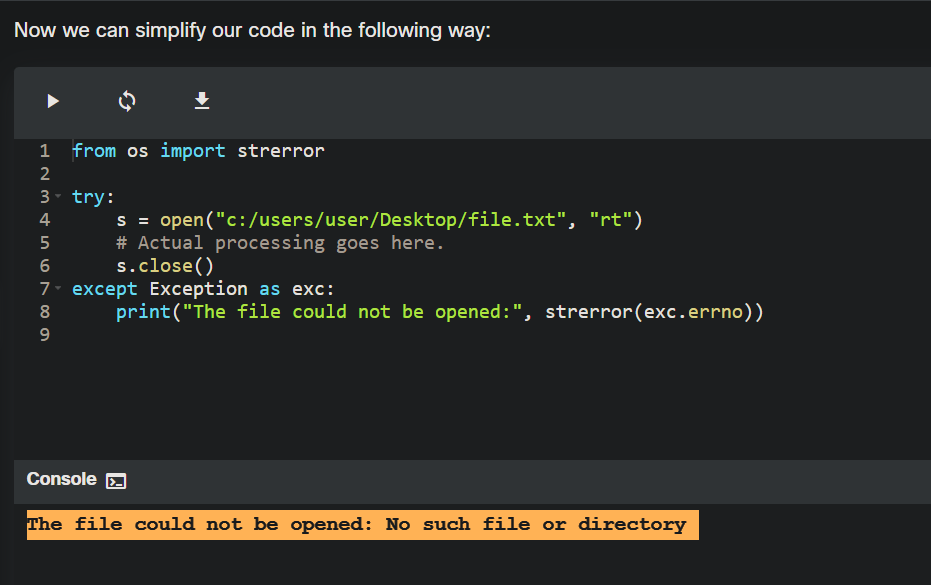 Now we can simplify our code in the following way:
1 from os import strerror
2
3 try:
4     s = open("c:/users/user/Desktop/file.txt", "rt")
5     # Actual processing goes here.
6     s.close()
7 except Exception as exc:
8     print("The file could not be opened:", strerror(exc.errno))
9
Console
The file could not be opened: No such file or directory